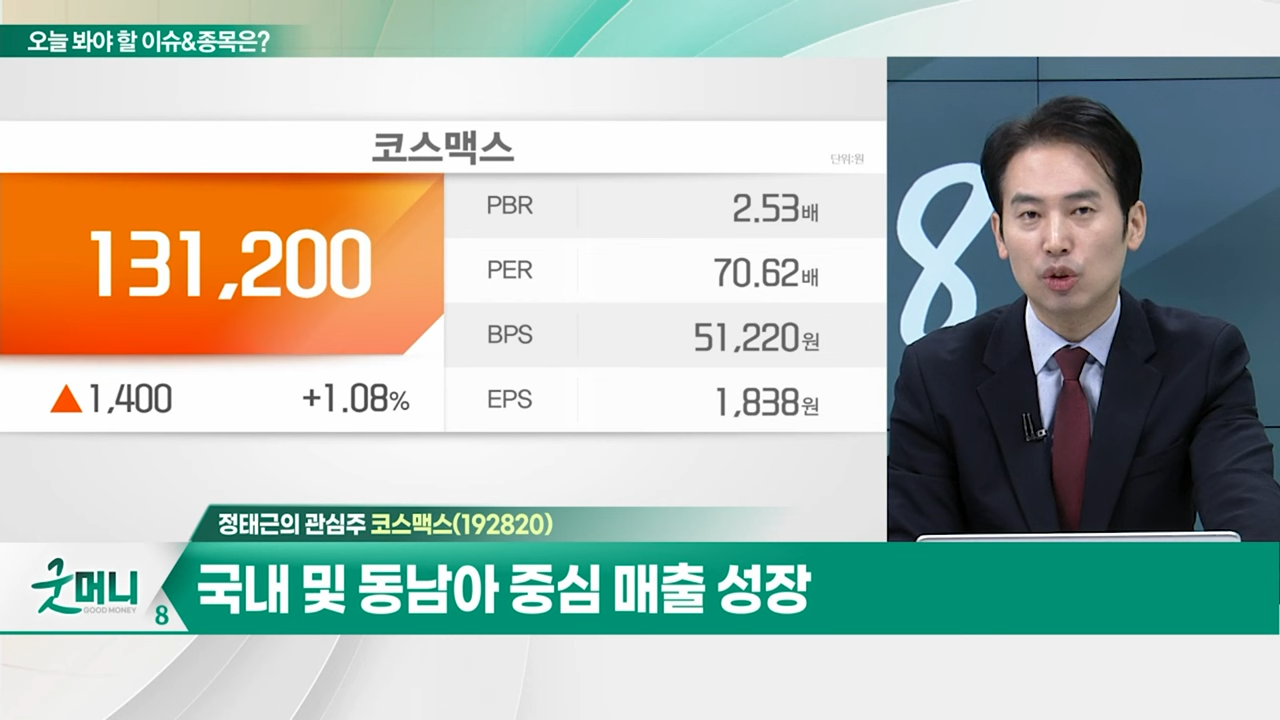 오늘 봐야 할 이슈&종목은?
코스맥스
단위:원
131,200
▲1,400 +1.08%
PBR 2.53배
PER 70.62배
BPS 51,220원
EPS 1,838원
8
정태근의 관심주 코스맥스(192820)
굿머니
GOOD MONEY
8
국내 및 동남아 중심 매출 성장